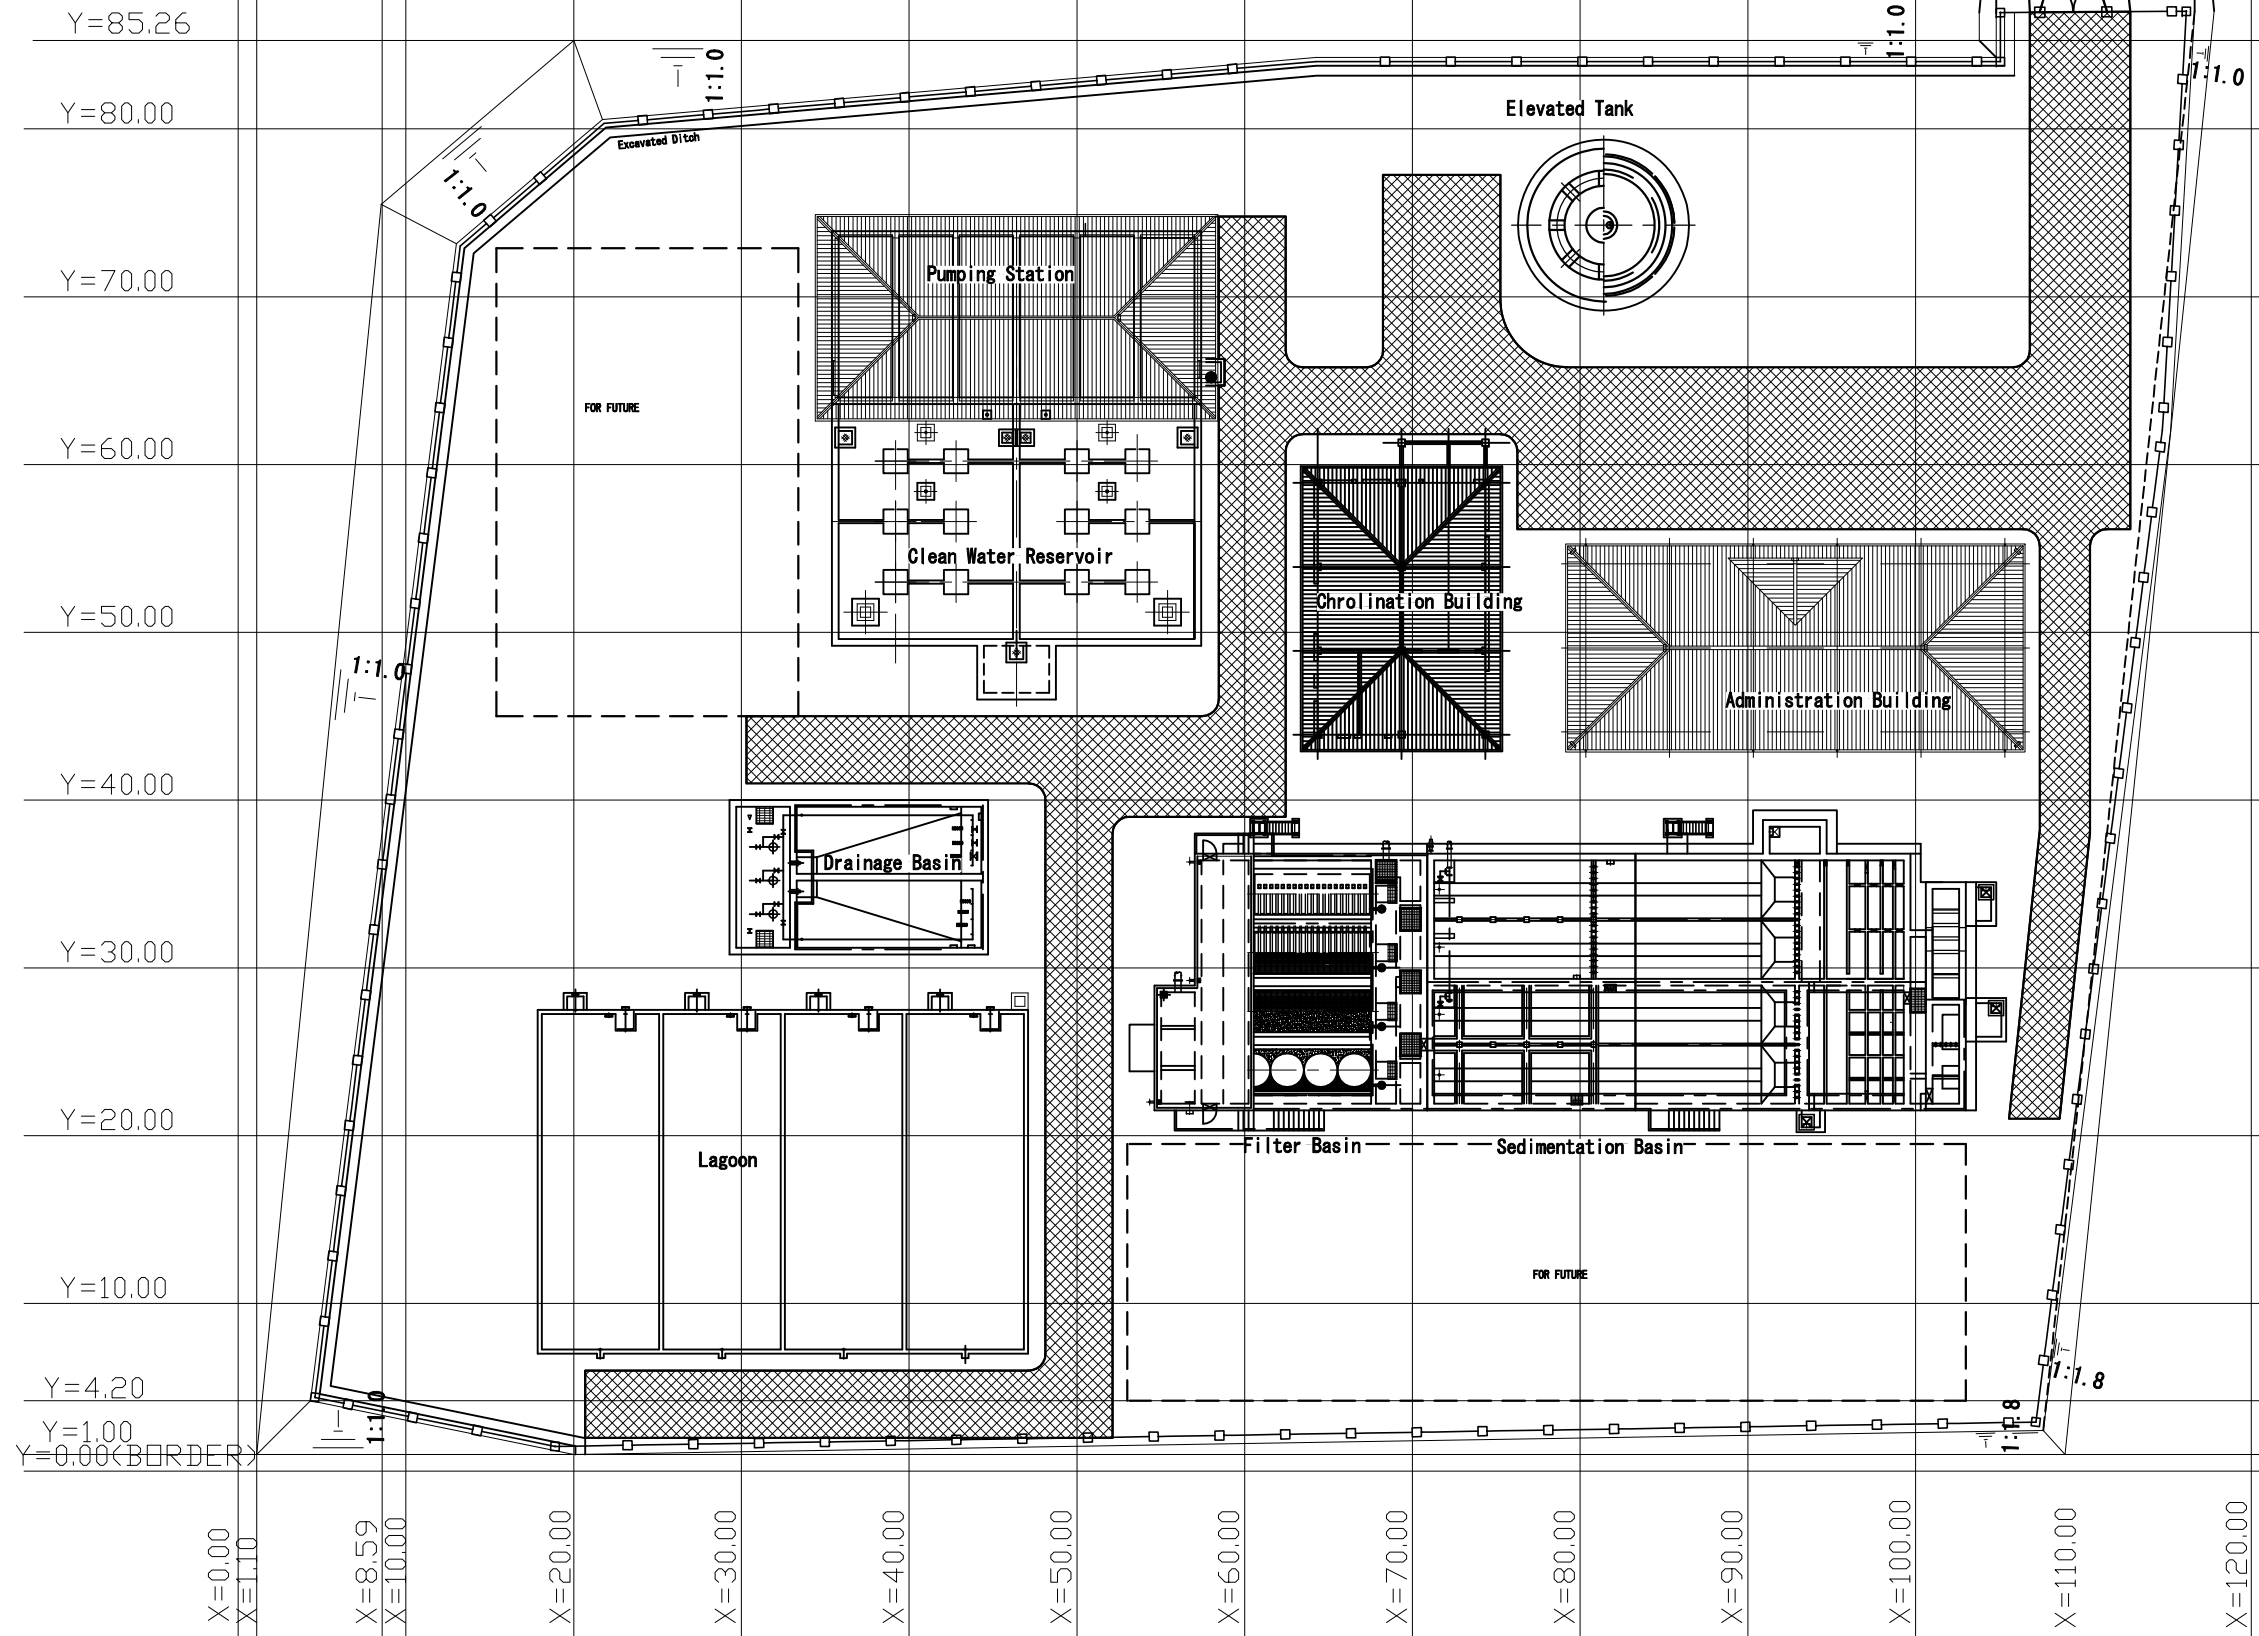 Y=85.26
1:1.0
1:1.0
1:1.0
Elevated Tank
Y=80.00
Excavated Ditch
1:1.0
Pumping Station
Y=70.00
FOR FUTURE
Y=60.00
Clean Water Reservoir
Chrolination Building
Y=50.00
1:1.0
Administration Building
Y=40.00
Drainage Basin
Y=30.00
Y=20.00
Filter Basin
Sedimentation Basin
Lagoon
FOR FUTURE
Y=10.00
1:1.8
Y=4.20
1:1.0
1:1.8
Y=1.00
Y=0.00(BORDER)
X=0.00
X=1.10
X=8.59
X=10.00
X=20.00
X=30.00
X=40.00
X=50.00
X=60.00
X=70.00
X=80.00
X=90.00
X=100.00
X=110.00
X=120.00